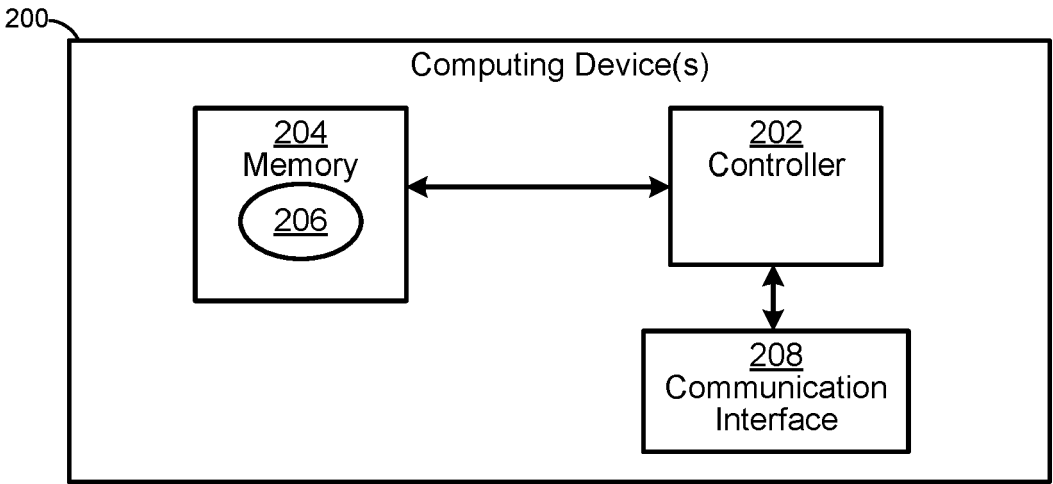 200
Computing Device(s)
204
Memory
206
202
Controller
208
Communication
Interface